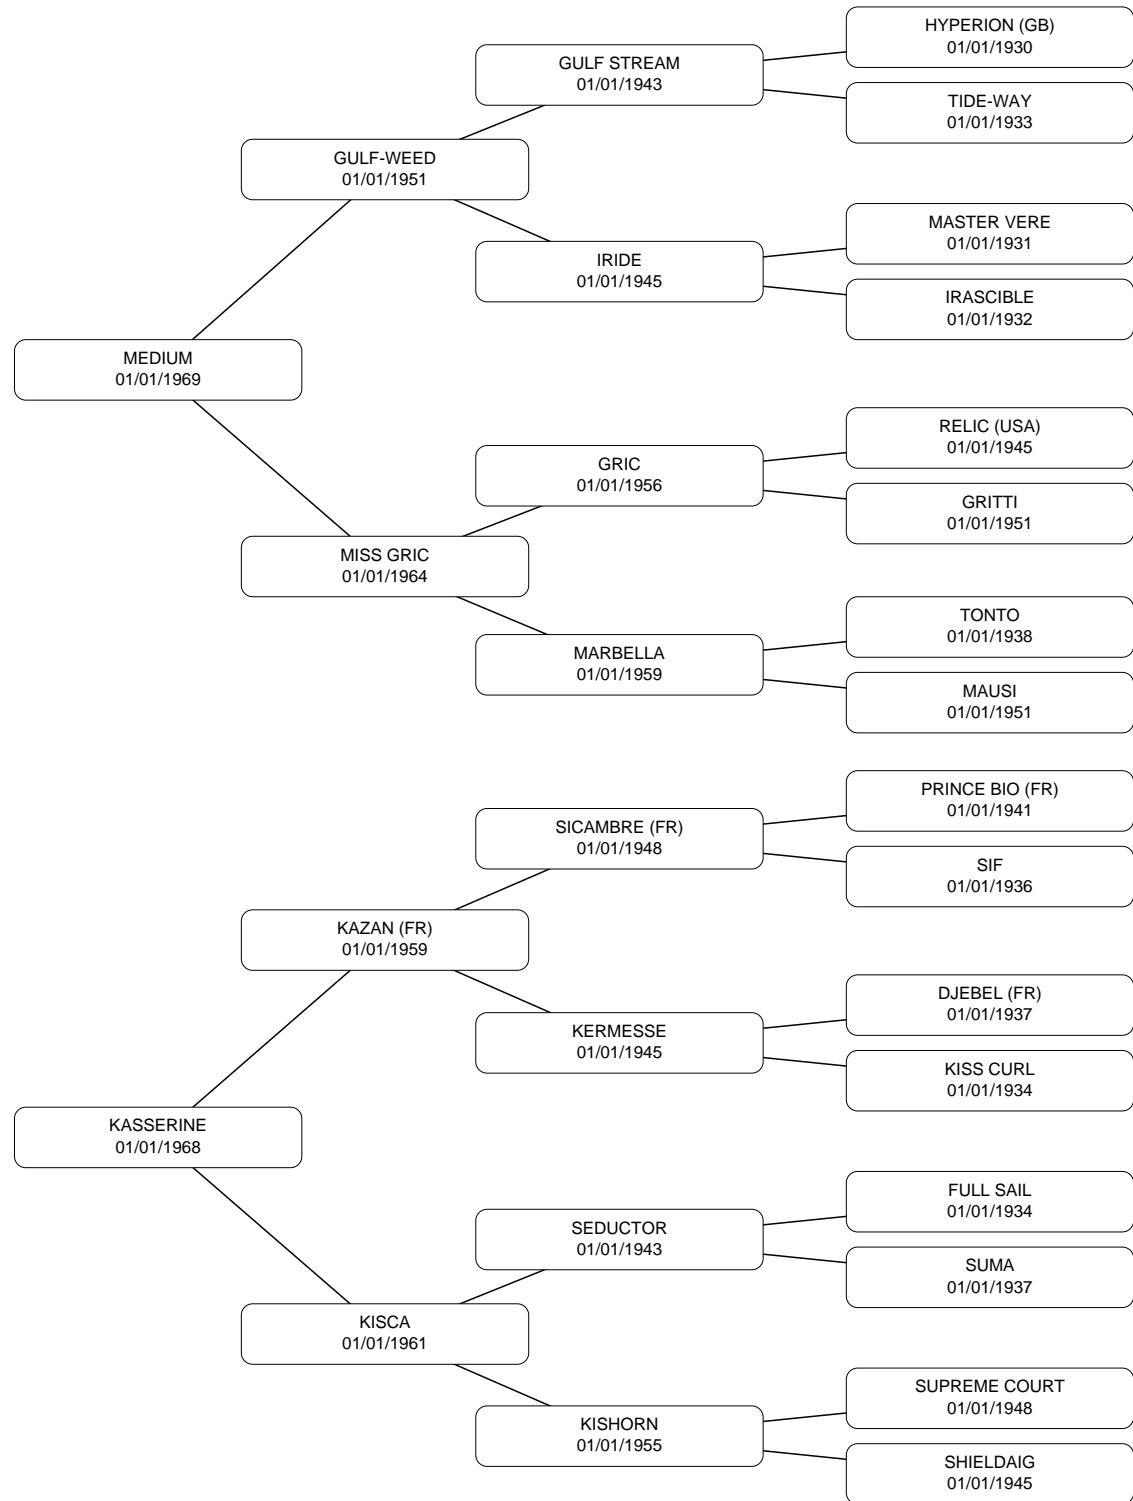 HYPERION (GB)
01/01/1930
GULF STREAM
01/01/1943
TIDE-WAY
01/01/1933
GULF-WEED
01/01/1951
MASTER VERE
01/01/1931
IRIDE
01/01/1945
IRASCIBLE
01/01/1932
MEDIUM
01/01/1969
RELIC (USA)
01/01/1945
GRIC
01/01/1956
GRITTI
01/01/1951
MISS GRIC
01/01/1964
TONTO
01/01/1938
MARBELLA
01/01/1959
MAUSI
01/01/1951
PRINCE BIO (FR)
01/01/1941
SICAMBRE (FR)
01/01/1948
SIF
01/01/1936
KAZAN (FR)
01/01/1959
DJEBEL (FR)
01/01/1937
KERMESSE
01/01/1945
KISS CURL
01/01/1934
KASSERINE
01/01/1968
FULL SAIL
01/01/1934
SEDUCTOR
01/01/1943
SUMA
01/01/1937
KISCA
01/01/1961
SUPREME COURT
01/01/1948
KISHORN
01/01/1955
SHIELDAIG
01/01/1945